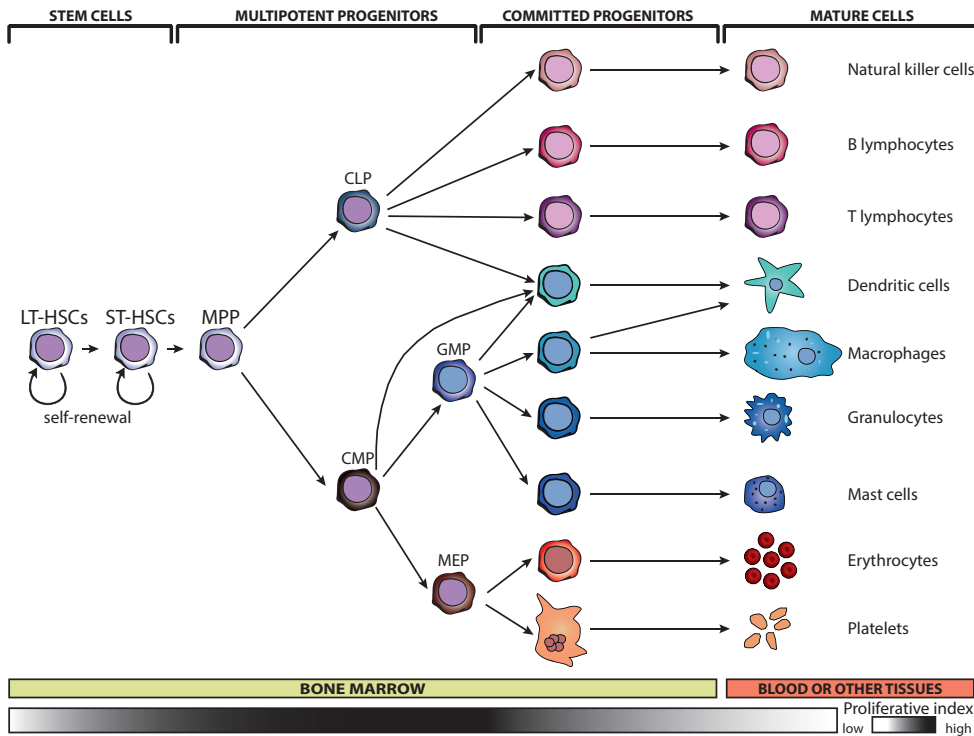 STEM CELLS
MULTIPOTENT PROGENITORS
COMMITTED PROGENITORS
MATURE CELLS
Natural killer cells
B lymphocytes
CLP
T lymphocytes
Dendritic cells
LT-HSCs
ST-HSCs
MPP
GMP
Macrophages
self-renewal
Granulocytes
CMP
Mast cells
MEP
Erythrocytes
Platelets
BONE MARROW
BLOOD OR OTHER TISSUES
Proliferative index
low
high